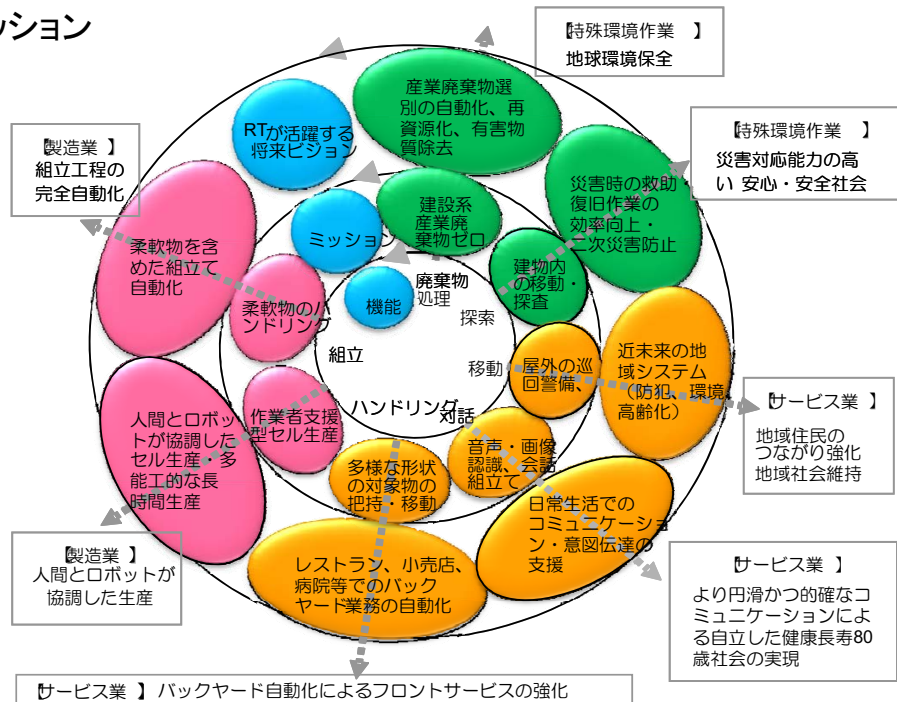 ッション
【特殊環境作業 】
地球環境保全
【特殊環境作業 】
災害対応能力の高
い 安心・安全社会
【製造業 】
組立工程の
完全自動化
RTが活躍する
将来ビジョン
産業廃棄物選
別の自動化、再
資源化、有害物
質除去
災害時の救助・
復旧作業の
効率向上・
二次災害防止
柔軟物を含
めた組立て
自動化
ミッション
建設系
産業廃
棄物ゼロ
建物内
の移動・
探査
柔軟物のハ
ンドリング
機能
廃棄物
処理
探索
組立
移動
屋外の巡
回警備、
近未来の地
域システム
（防犯、環境、
高齢化）
ハンドリング
対話
人間とロボッ
トが協調した
セル生産・多
能工的な長
時間生産
作業者支援
型セル生産
多様な形状
の対象物の
把持・移動
音声・画像
認識、会話
組立て
日常生活での
コミュニケーショ
ン・意図伝達の
支援
レストラン、小売店、
病院等でのバック
ヤード業務の自動化
【サービス業 】
地域住民の
つながり強化
地域社会維持
【製造業 】
人間とロボットが
協調した生産
【サービス業 】
より円滑かつ的確なコ
ミュニケーションによ
る自立した健康長寿80
歳社会の実現
【サービス業 】バックヤード自動化によるフロントサービスの強化